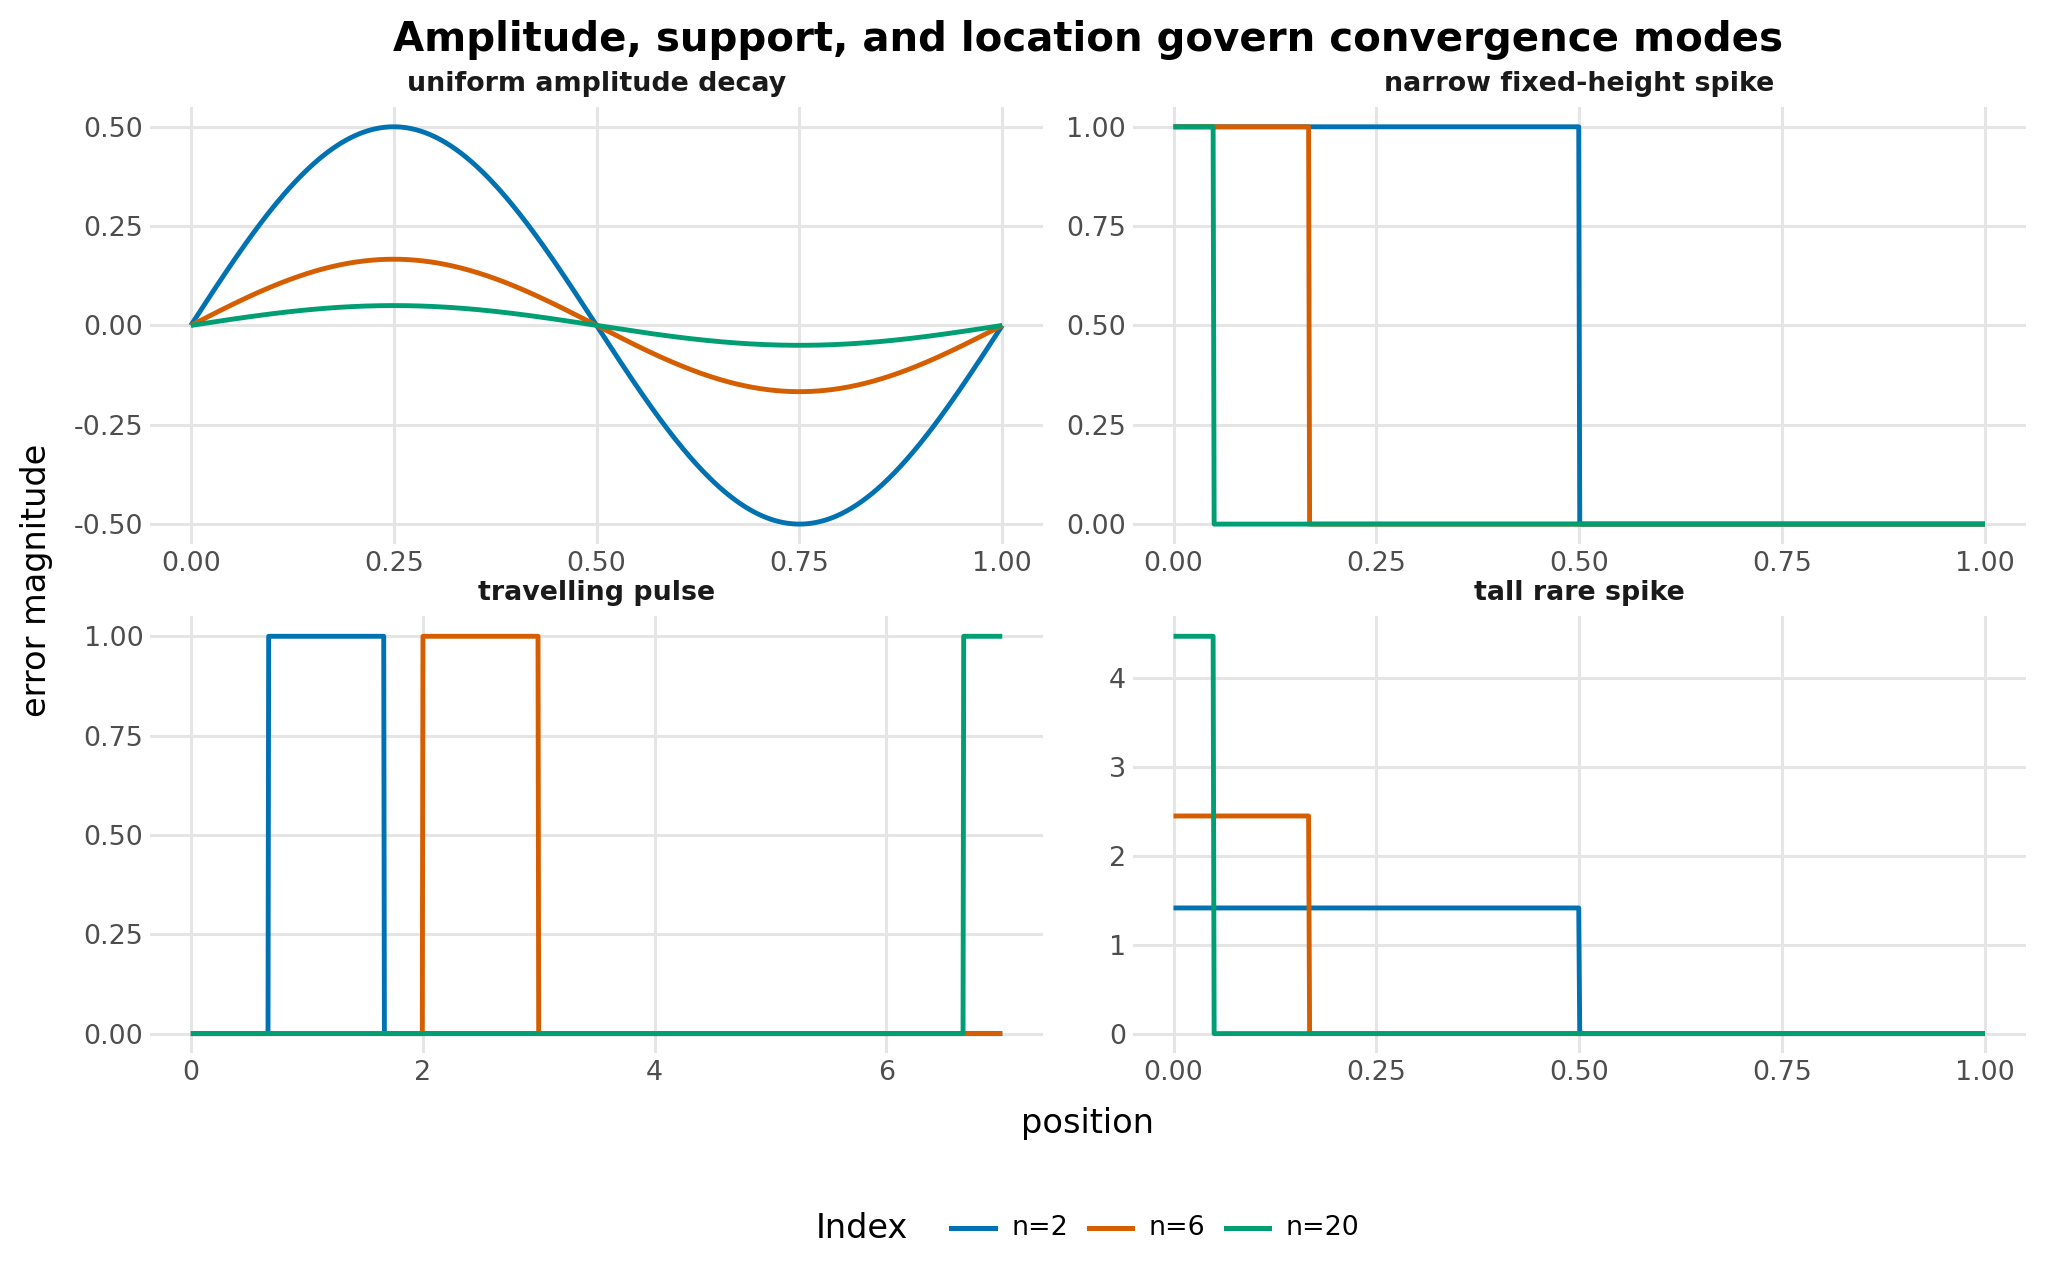 Amplitude, support, and location govern convergence modes
uniform amplitude decay
narrow fixed-height spike
0.50
0.25
0.00
-0.25
-0.50
0.00 0.25 0.50 0.75 1.00
1.00
0.75
0.50
0.25
0.00
0.00 0.25 0.50 0.75 1.00
error magnitude
travelling pulse
tall rare spike
1.00
0.75
0.50
0.25
0.00
0 2 4 6
4
3
2
1
0
0.00 0.25 0.50 0.75 1.00
position
Index n=2 n=6 n=20